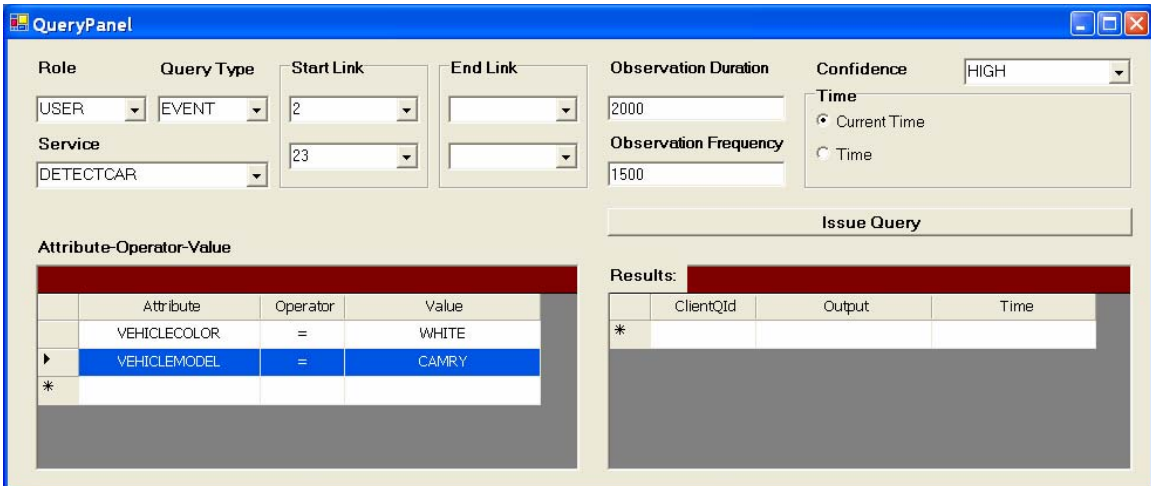 QueryPanel
Role Query Type Start Link End Link Observation Duration Confidence HIGH
USER EVENT 2 2000 Time
Current Time
Service 23 Observation Frequency Time
DETECTCAR 1500
Issue Query
Attribute-Operator-Value
Results:
Attribute Operator Value ClientQId Output Time
VEHICLECOLOR = WHITE
VEHICLEMODEL = CAMRY